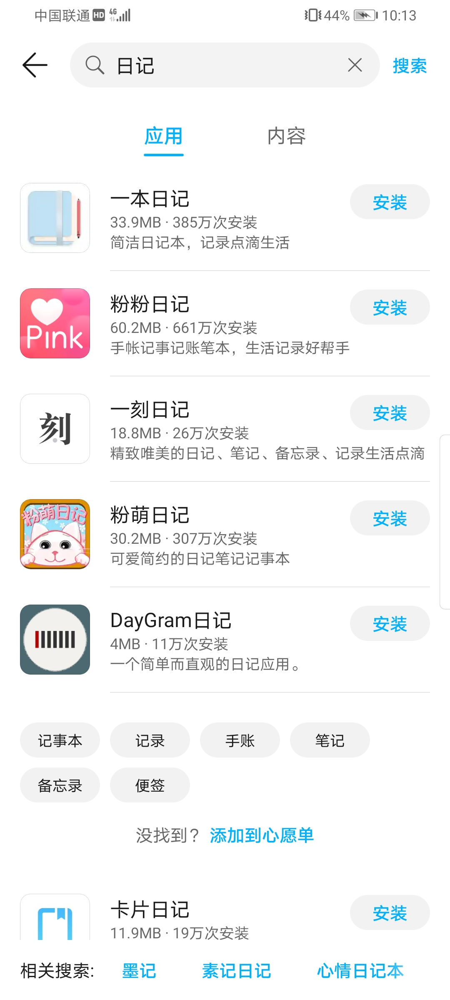 中国联通 HD 4G 44% 10:13
日记 搜索
应用 内容
一本日记 安装
33.9MB · 385万次安装
简洁日记本，记录点滴生活
Pink
粉粉日记 安装
60.2MB · 661万次安装
手帐记事记账笔本，生活记录好帮手
刻
一刻日记 安装
18.8MB · 26万次安装
精致唯美的日记、笔记、备忘录、记录生活点滴
粉萌日记
粉萌日记 安装
30.2MB · 307万次安装
可爱简约的日记笔记记事本
DayGram日记 安装
4MB · 11万次安装
一个简单而直观的日记应用。
记事本 记录 手账 笔记
备忘录 便签
没找到？ 添加到心愿单
卡片日记 安装
11.9MB · 19万次安装
相关搜索: 墨记 素记日记 心情日记本